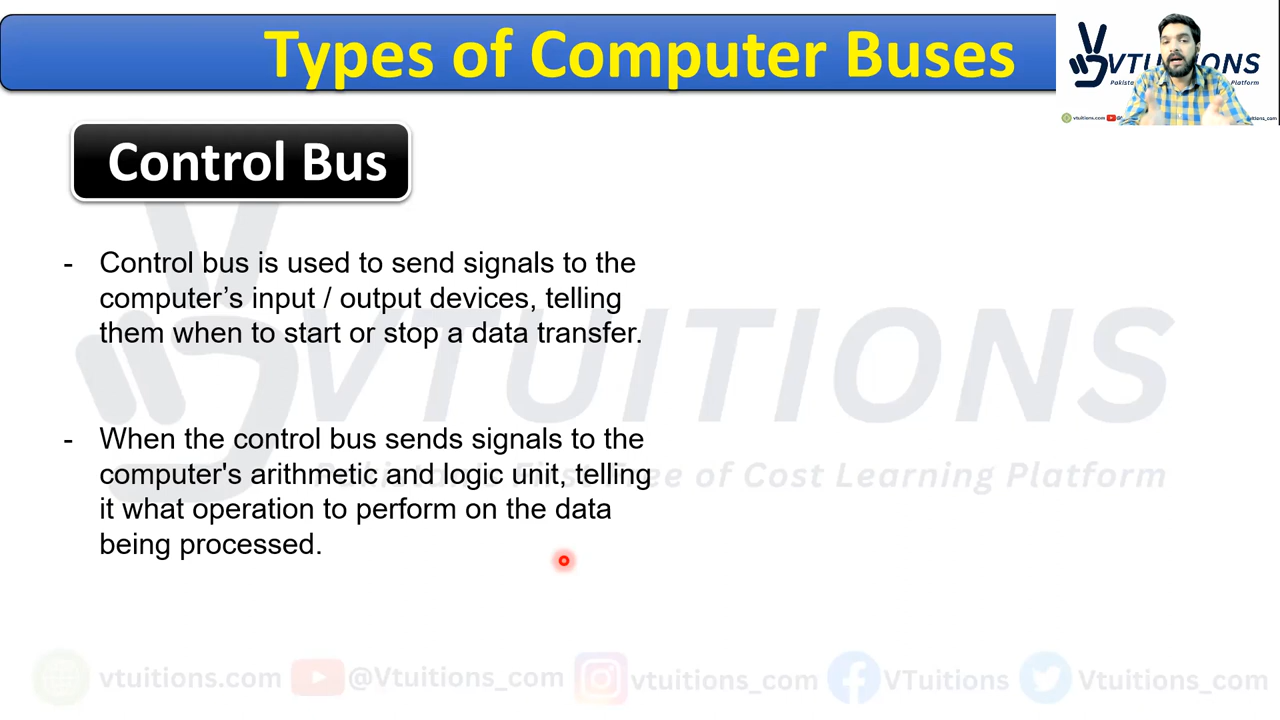 Types of Computer Buses
VTUITIONS
Control Bus
- Control bus is used to send signals to the
computer’s input / output devices, telling
them when to start or stop a data transfer.
- When the control bus sends signals to the
computer's arithmetic and logic unit, telling
it what operation to perform on the data
being processed.
VTUITIONS
of Cost Learning Platform
vtuitions.com
@Vtuitions_com
vtuitions_com
VTuitions
Vtuitions_com